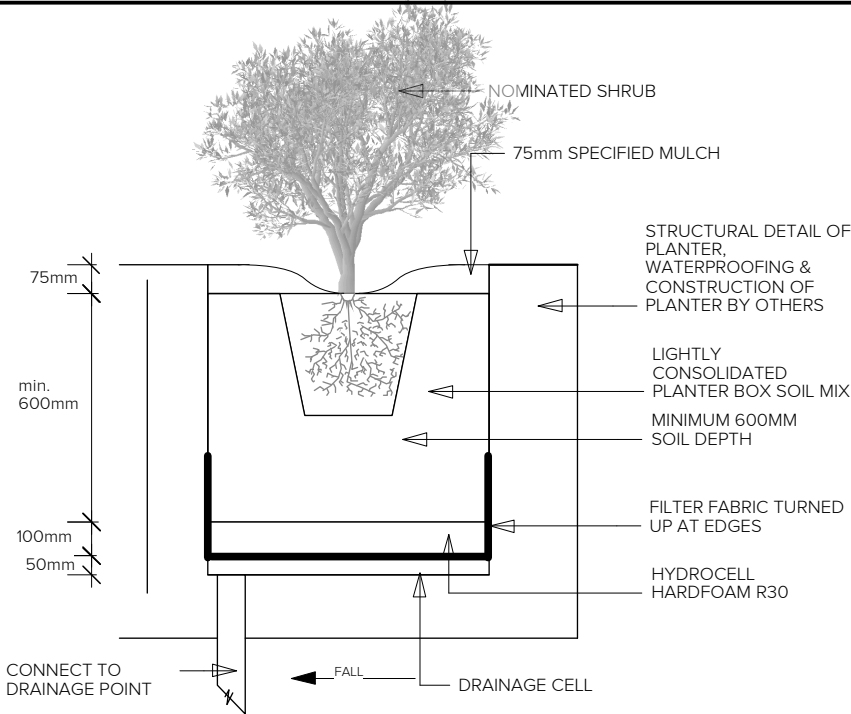 NOMINATED SHRUB
75mm SPECIFIED MULCH
STRUCTURAL DETAIL OF
PLANTER,
WATERPROOFING &
CONSTRUCTION OF
PLANTER BY OTHERS
75mm
LIGHTLY
CONSOLIDATED
PLANTER BOX SOIL MIX
min.
600mm
MINIMUM 600MM
SOIL DEPTH
FILTER FABRIC TURNED
UP AT EDGES
100mm
50mm
HYDROCELL
HARDFOAM R30
CONNECT TO
DRAINAGE POINT
FALL
DRAINAGE CELL